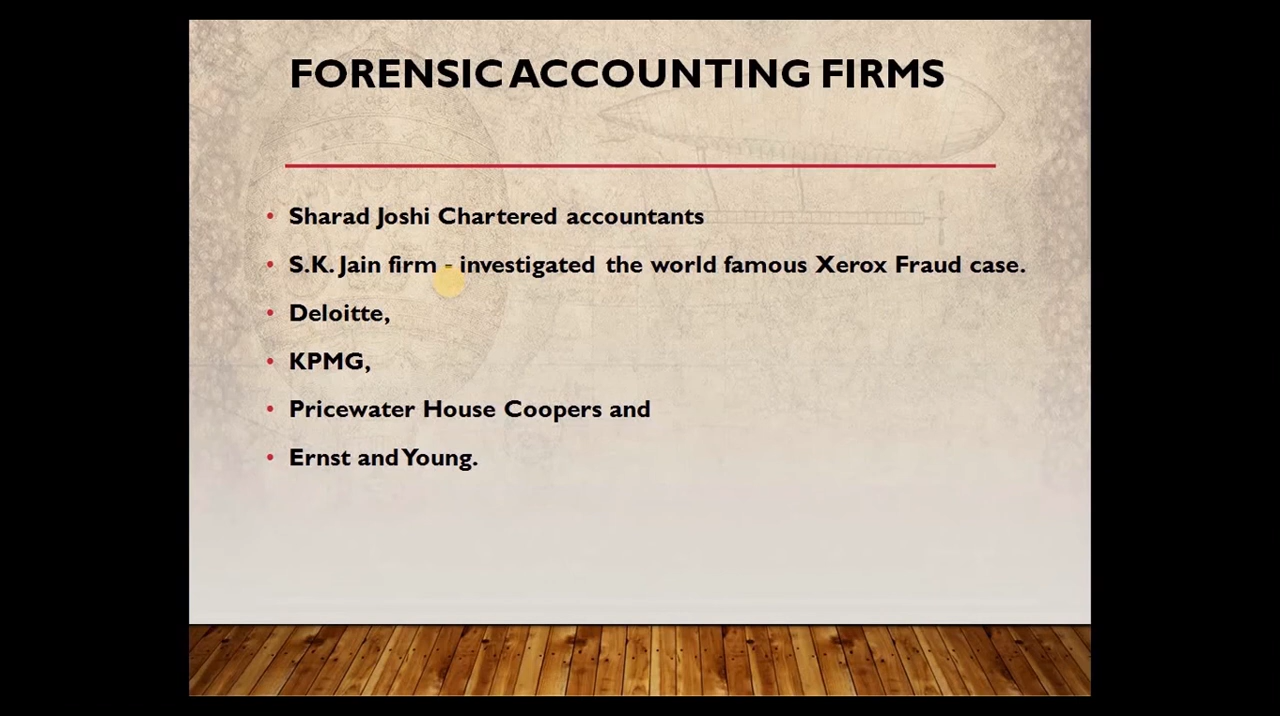 FORENSIC ACCOUNTING FIRMS
Sharad Joshi Chartered accountants
S.K. Jain firm - investigated the world famous Xerox Fraud case.
Deloitte,
KPMG,
Pricewater House Coopers and
Ernst and Young.